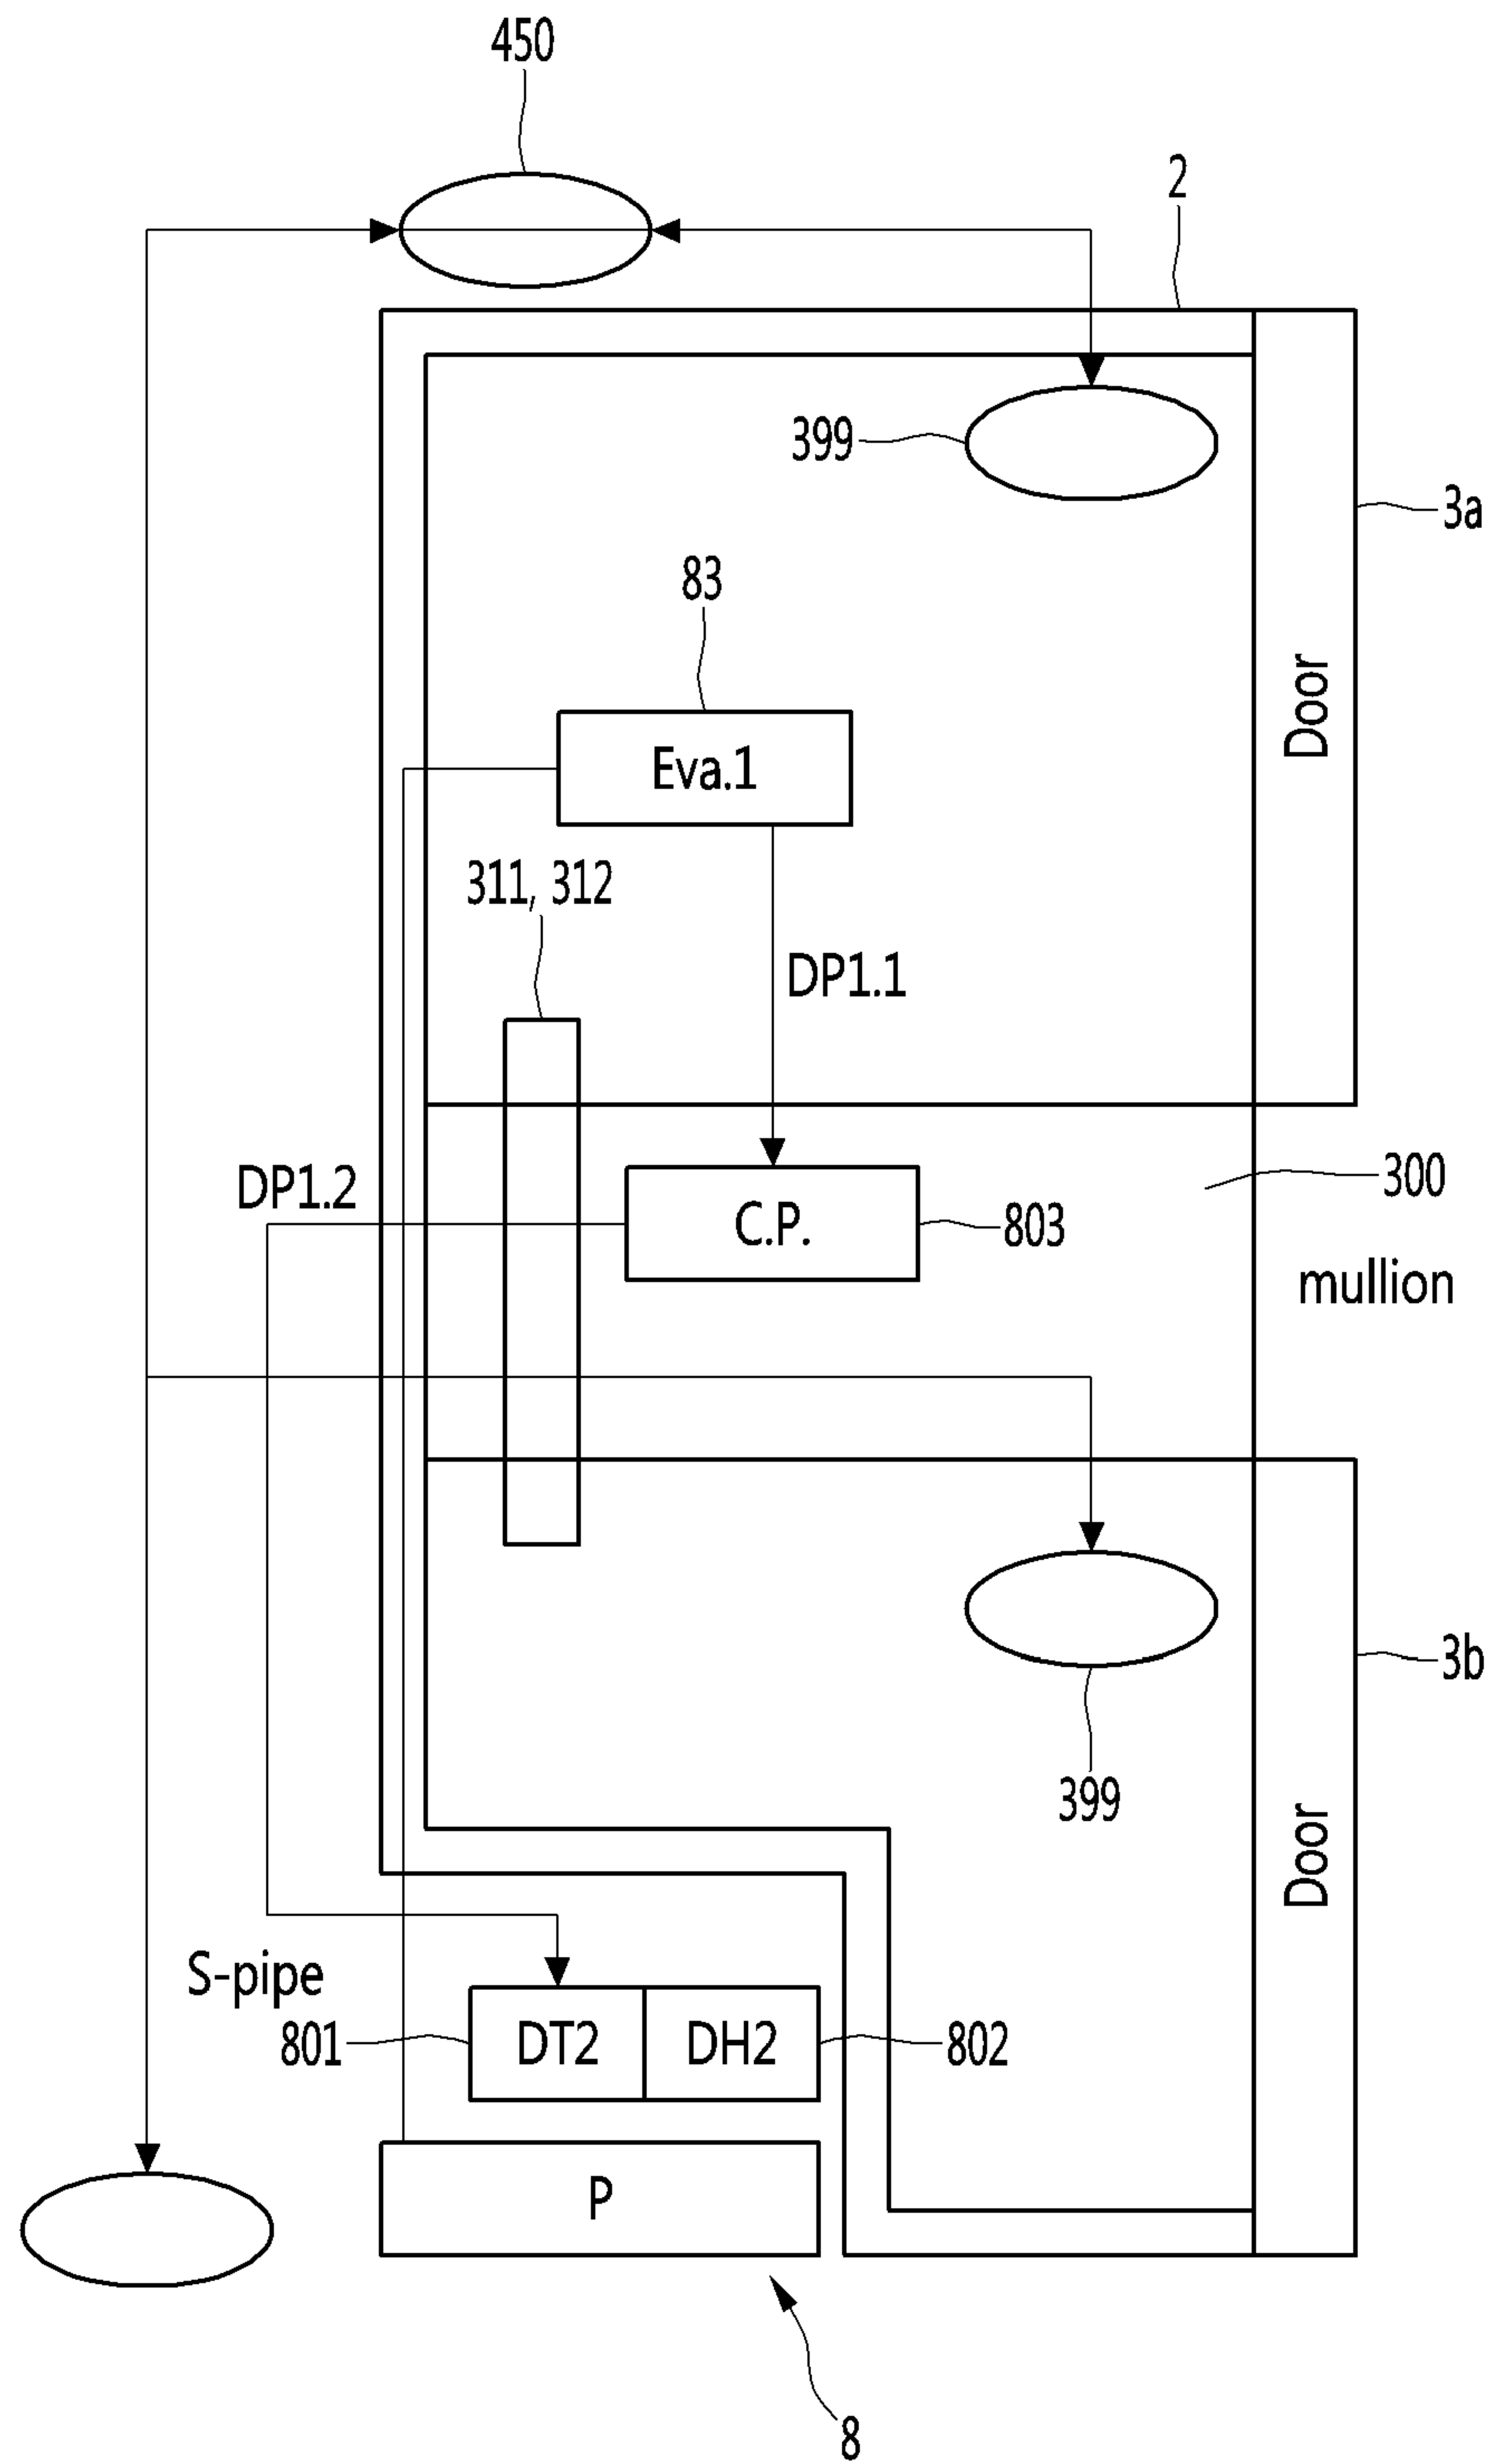 450
2
399
3a
83
Eva.1
Door
311, 312
DP1.1
DP1.2
300
C.P.
803
mullion
3b
399
Door
S-pipe
801
DT2
DH2
802
P
8